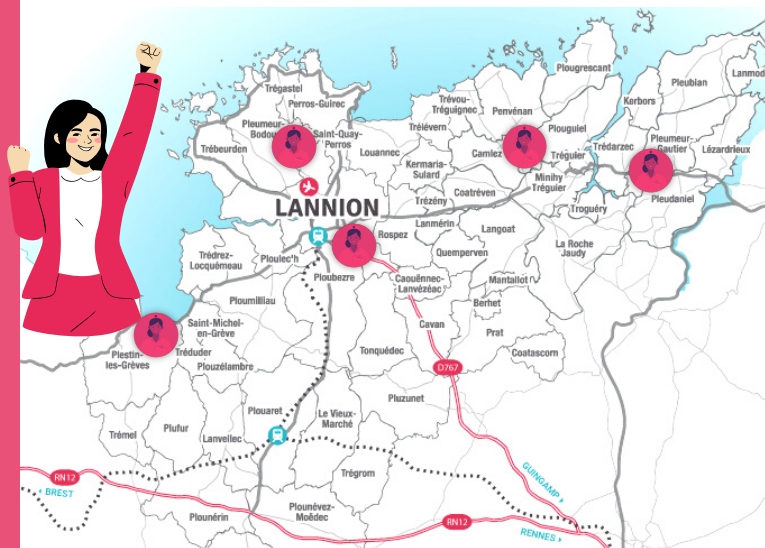 Plougrescant
Trégastel
Perros-Guirec
Trévou-
Tréguignec
Penvénan
Kerbors
Pleubian
Lanmod
Pleumeur-
Bodou
Saint-Quay-
Perros
Trélévern
Plouguiel
Trébeurden
Louannec
Camlez
Tréguier
Trédarzec
Pleumeur-
Gautier
Lézardrieux
Kermaria-
Sulard
Minihy
Tréguier
Trézény
Coatréven
Troguéry
Pleudaniel
LANNION
Rospez
Lanmérin
Langoat
La Roche
Jaudy
Trédrez-
Locquémeau
Ploulec'h
Ploubezre
Quemperven
Caouënnec-
Lanvézéac
Mantallot
Berhet
Ploumilliau
Saint-Michel-
en-Grève
Cavan
Prat
Coatascorn
Plestin-
les-Grèves
Tréduder
Plouzélambre
Tonquédec
D767
Pluzunet
Plouaret
Le Vieux-
Marché
Trémel
Plufur
Lanvellec
Trégrom
GUINGAMP
RN12
BREST
Plounérin
Plounévez-
Moëdec
RN12
RENNES